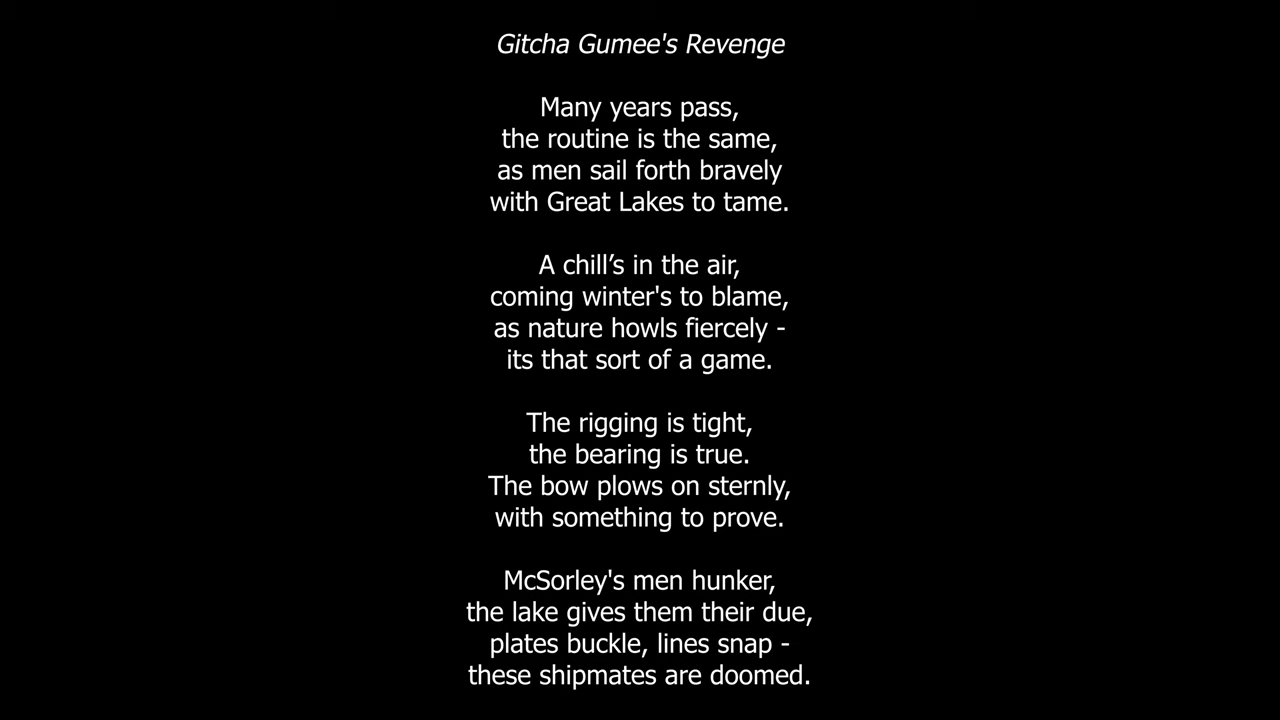 Gitcha Gumee's Revenge
Many years pass,
the routine is the same,
as men sail forth bravely
with Great Lakes to tame.
A chill’s in the air,
coming winter's to blame,
as nature howls fiercely -
its that sort of a game.
The rigging is tight,
the bearing is true.
The bow plows on sternly,
with something to prove.
McSorley's men hunker,
the lake gives them their due,
plates buckle, lines snap -
these shipmates are doomed.